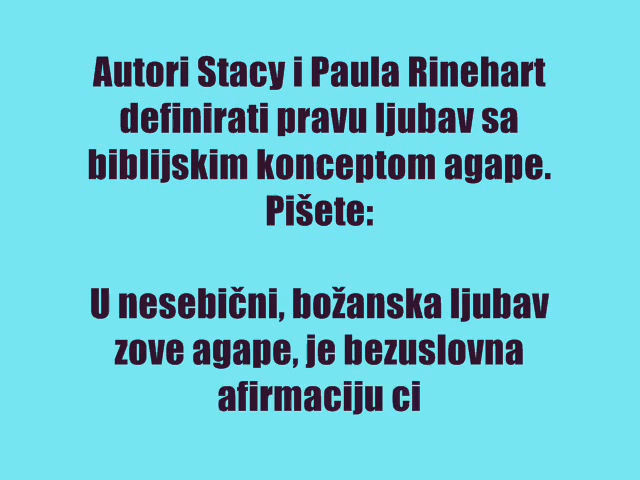 Autori Stacy i Paula Rinehart
definirati pravu ljubav sa
biblijskim konceptom agape.
Pišete:
U nesebični, božanska ljubav
zove agape, je bezuslovna
afirmaciju ci